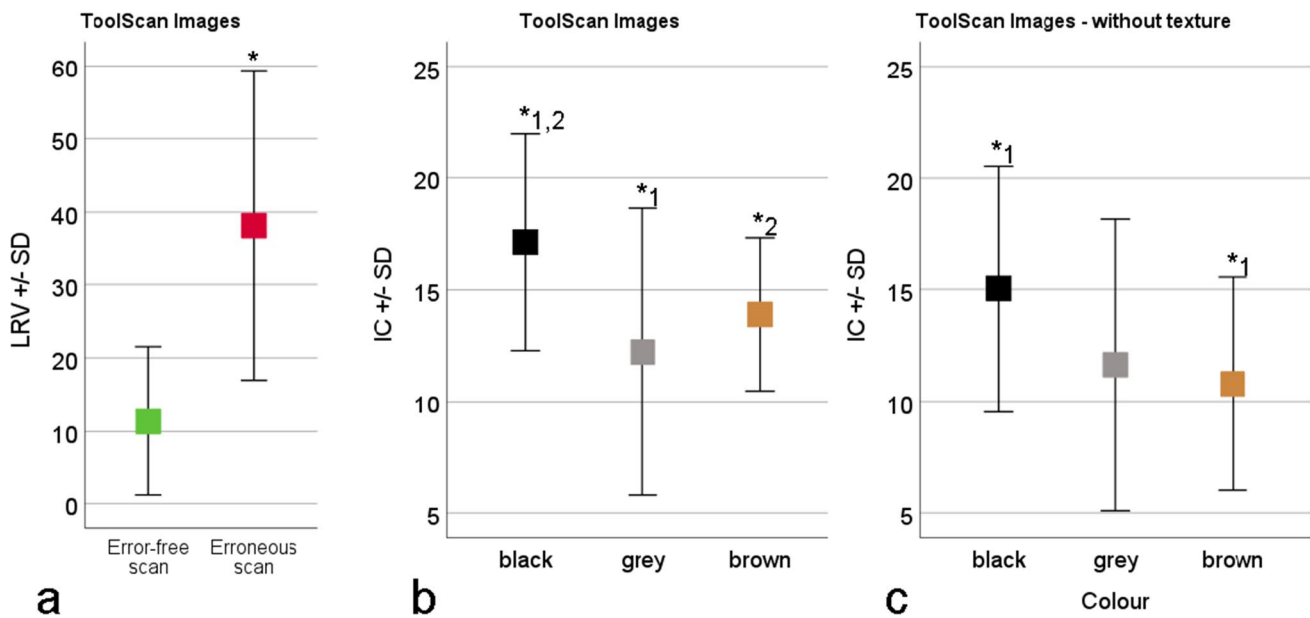 ToolScan Images
LRV +/- SD
60
50
40
30
20
10
0
*
Error-free scan
Erroneous scan
a
ToolScan Images
IC +/- SD
25
20
15
10
5
*1,2
*1
*2
black
grey
brown
b
ToolScan Images - without texture
IC +/- SD
25
20
15
10
5
*1
*1
black
grey
brown
Colour
c